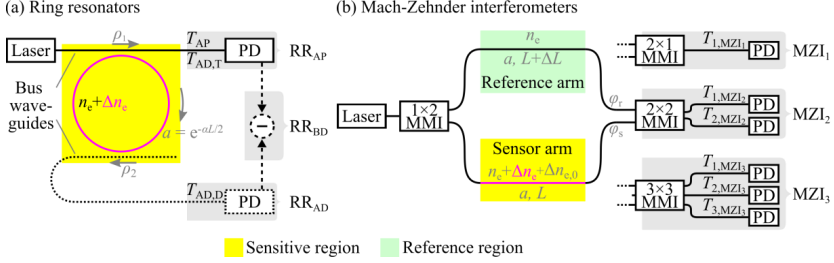 (a) Ring resonators
(b) Mach-Zehnder interferometers
Laser
ρ₁
T_AP
T_AD,T
PD
RR_AP
Bus wave-guides
n_e+Δn_e
a = e^-αL/2
−
RR_BD
ρ₂
T_AD,D
PD
RR_AD
Laser
1×2 MMI
n_e
a, L+ΔL
Reference arm
φ_r
φ_s
Sensor arm
n_e+Δn_e+Δn_e,0
a, L
2×1 MMI
T_1,MZI₁
PD
MZI₁
2×2 MMI
T_1,MZI₂
PD
T_2,MZI₂
PD
MZI₂
3×3 MMI
T_1,MZI₃
PD
T_2,MZI₃
PD
T_3,MZI₃
PD
MZI₃
Sensitive region
Reference region